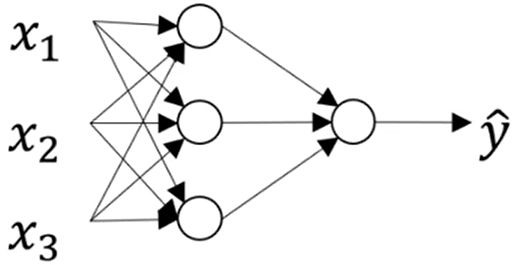 x₁
x₂
ŷ
x₃